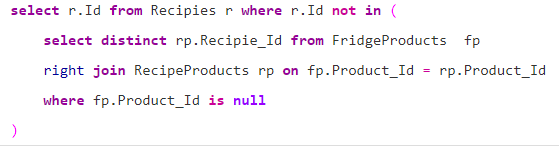 select r.Id from Recipies r where r.Id not in (
select distinct rp.Recipie_Id from FridgeProducts  fp
right join RecipeProducts rp on fp.Product_Id = rp.Product_Id
where fp.Product_Id is null
)